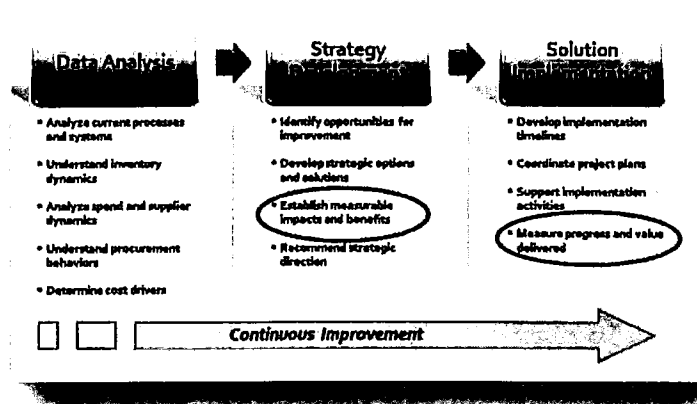 Data Analysis
Strategy
Development
Solution
Implementation
• Analyze current processes
and systems
• Understand inventory
dynamics
• Analyze spend and supplier
dynamics
• Understand procurement
behaviors
• Determine cost drivers
• Identify opportunities for
improvement
• Develop strategic options
and solutions
• Establish measurable
impacts and benefits
• Recommend strategic
direction
• Develop implementation
timelines
• Coordinate project plans
• Support implementation
activities
• Measure progress and value
delivered
Continuous Improvement